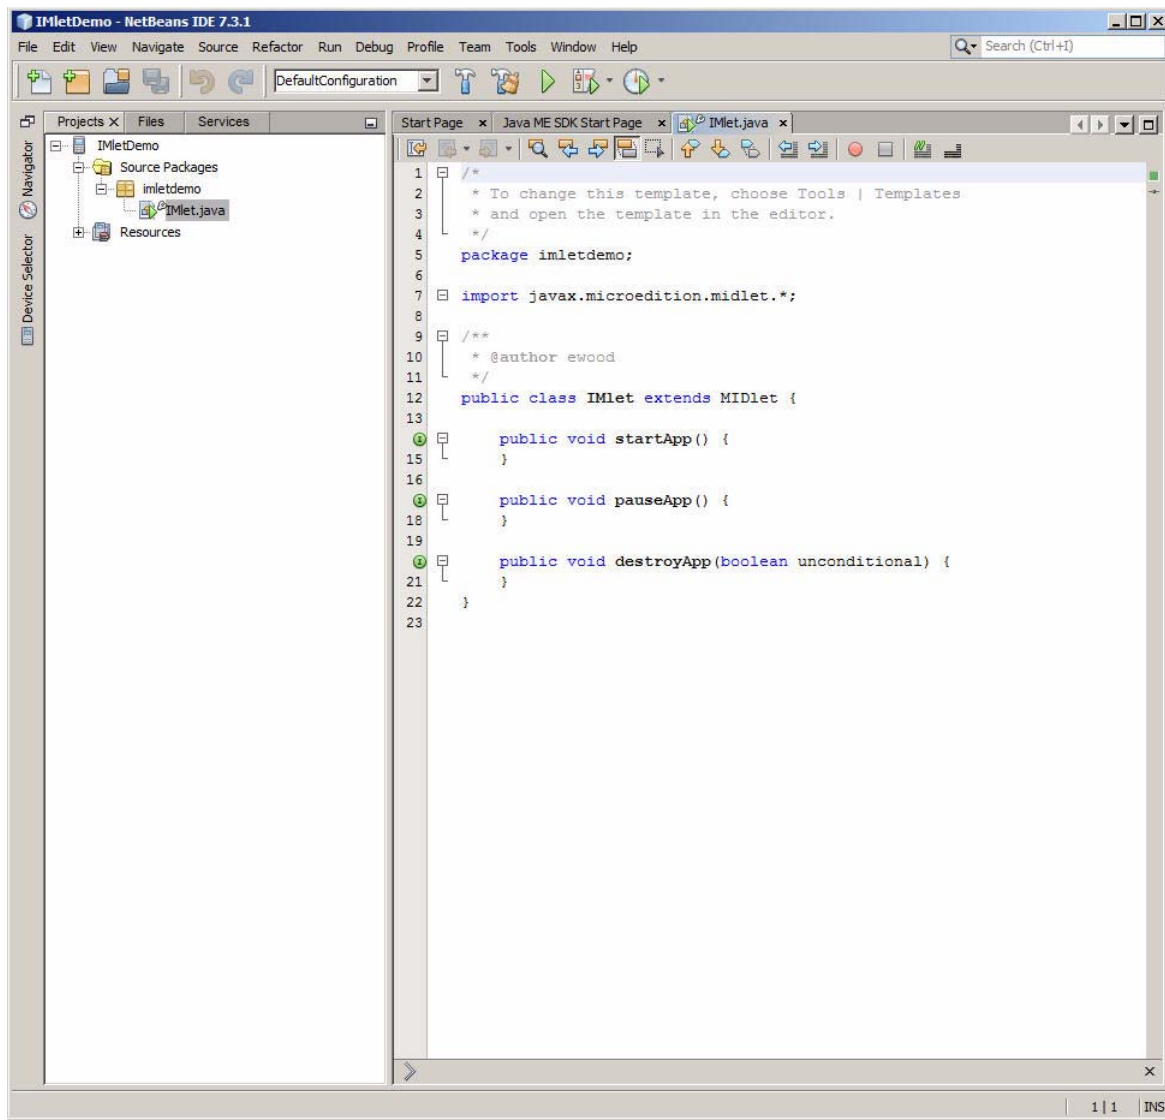 IMletDemo - NetBeans IDE 7.3.1
File Edit View Navigate Source Refactor Run Debug Profile Team Tools Window Help
Search (Ctrl+I)
DefaultConfiguration
Projects X Files Services
Navigator
Device Selector
IMletDemo
Source Packages
imletdemo
IMlet.java
Resources
Start Page x Java ME SDK Start Page x IMlet.java x
1 /*
2 * To change this template, choose Tools | Templates
3 * and open the template in the editor.
4 */
5 package imletdemo;
6
7 import javax.microedition.midlet.*;
8
9 /**
10 * @author ewood
11 */
12 public class IMlet extends MIDlet {
13
public void startApp() {
15 }
16
public void pauseApp() {
18 }
19
public void destroyApp(boolean unconditional) {
21 }
22 }
23
1 | 1 INS